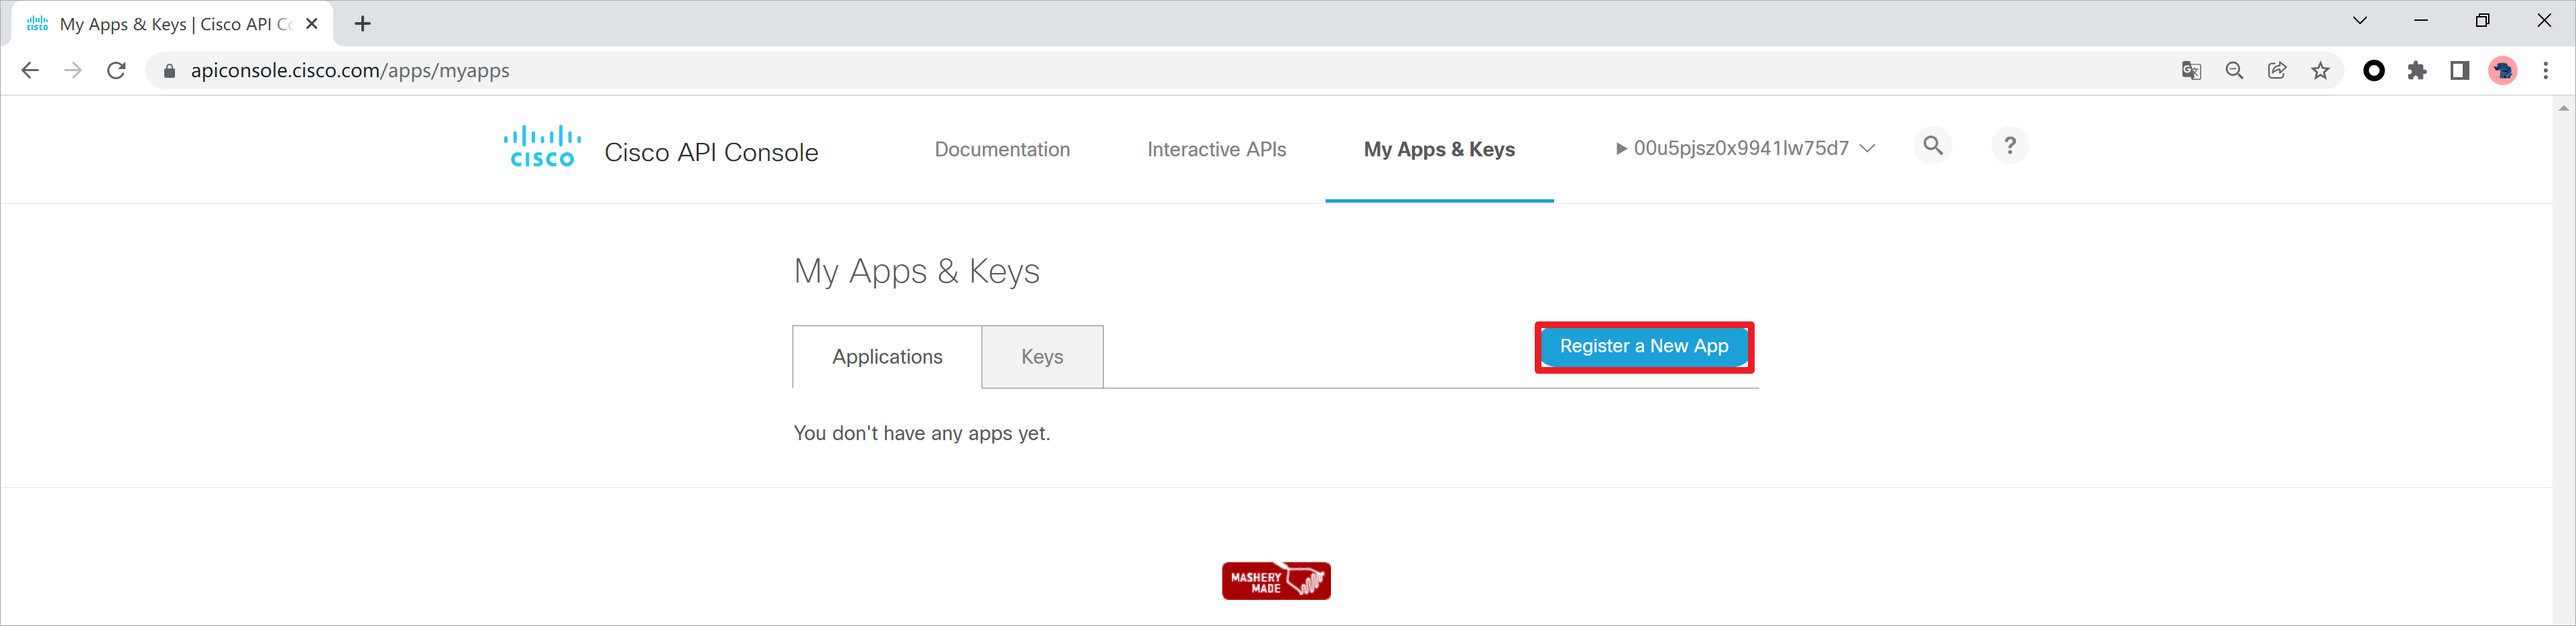 My Apps & Keys | Cisco API Co
apiconsole.cisco.com/apps/myapps
CISCO
Cisco API Console
Documentation
Interactive APIs
My Apps & Keys
00u5pjsz0x9941lw75d7
?
My Apps & Keys
Applications
Keys
Register a New App
You don't have any apps yet.
MASHERY
MADE